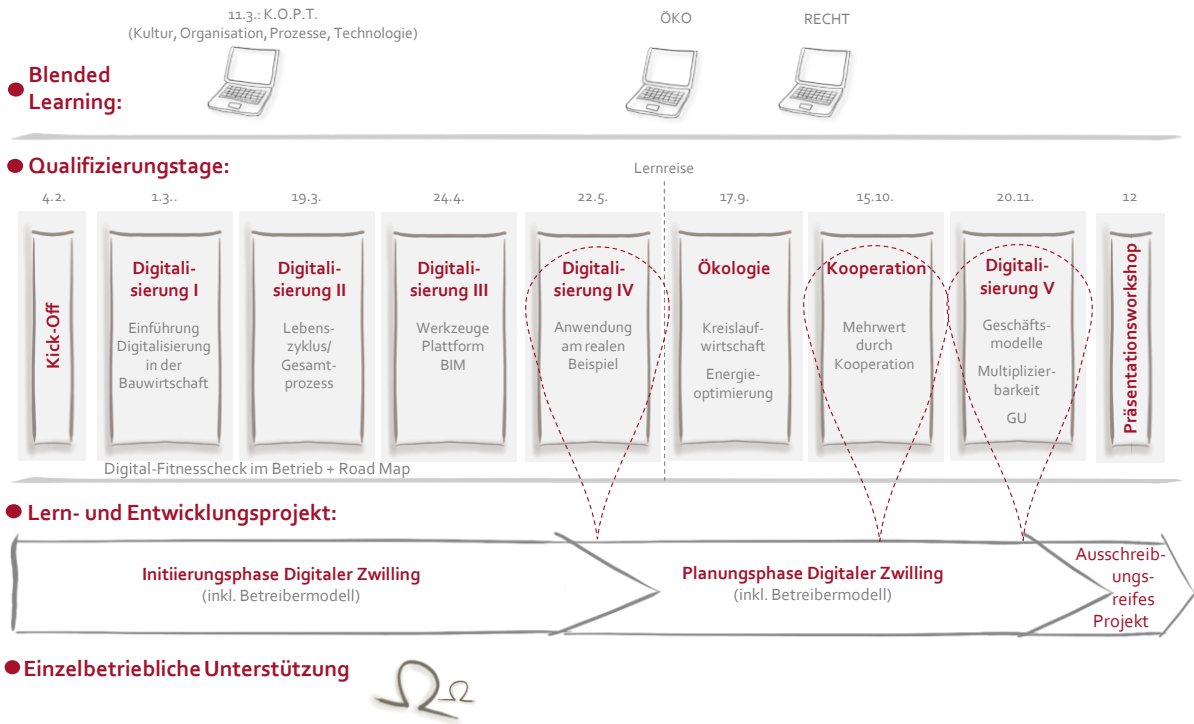 11.3.: K.O.P.T.
(Kultur, Organisation, Prozesse, Technologie)
ÖKO
RECHT
Blended
Learning:
Qualifizierungstage:
Lernreise
4.2.
1.3..
19.3.
24.4.
22.5.
17.9.
15.10.
20.11.
12
Kick-Off
Digitali-
sierung I
Einführung
Digitalisierung
in der
Bauwirtschaft
Digitali-
sierung II
Lebens-
zyklus/
Gesamt-
prozess
Digitali-
sierung III
Werkzeuge
Plattform
BIM
Digitali-
sierung IV
Anwendung
am realen
Beispiel
Ökologie
Kreislauf-
wirtschaft
Energie-
optimierung
Kooperation
Mehrwert
durch
Kooperation
Digitali-
sierung V
Geschäfts-
modelle
Multiplizier-
barkeit
GU
Präsentationsworkshop
Digital-Fitnesscheck im Betrieb + Road Map
Lern- und Entwicklungsprojekt:
Initiierungsphase Digitaler Zwilling
(inkl. Betreibermodell)
Planungsphase Digitaler Zwilling
(inkl. Betreibermodell)
Ausschreib-
ungs-
reifes
Projekt
Einzelbetriebliche Unterstützung